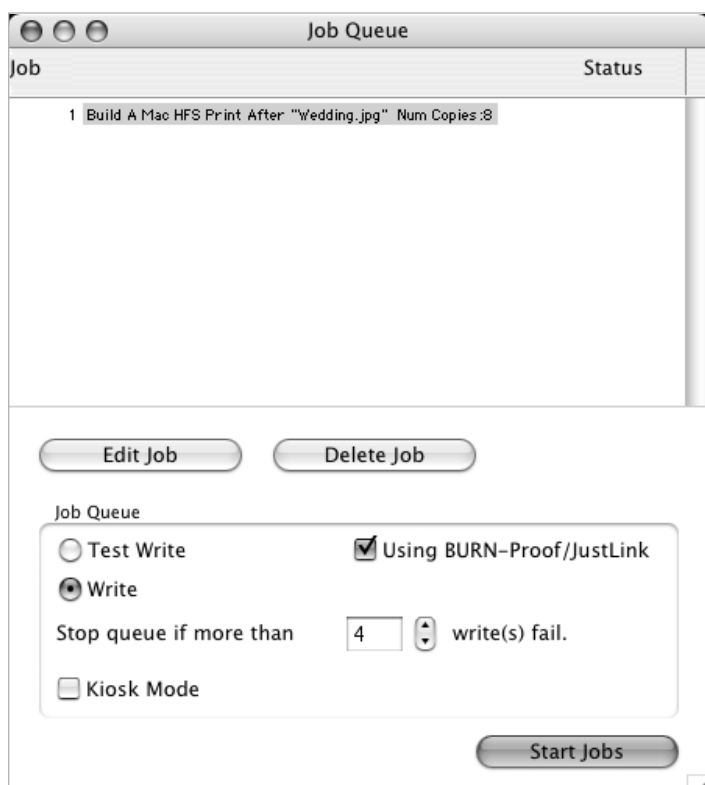 Job Queue
Job Status
1 Build A Mac HFS Print After "Wedding.jpg" Num Copies:8
Edit Job Delete Job
Job Queue
Test Write Using BURN-Proof/JustLink
Write
Stop queue if more than 4 write(s) fail.
Kiosk Mode
Start Jobs